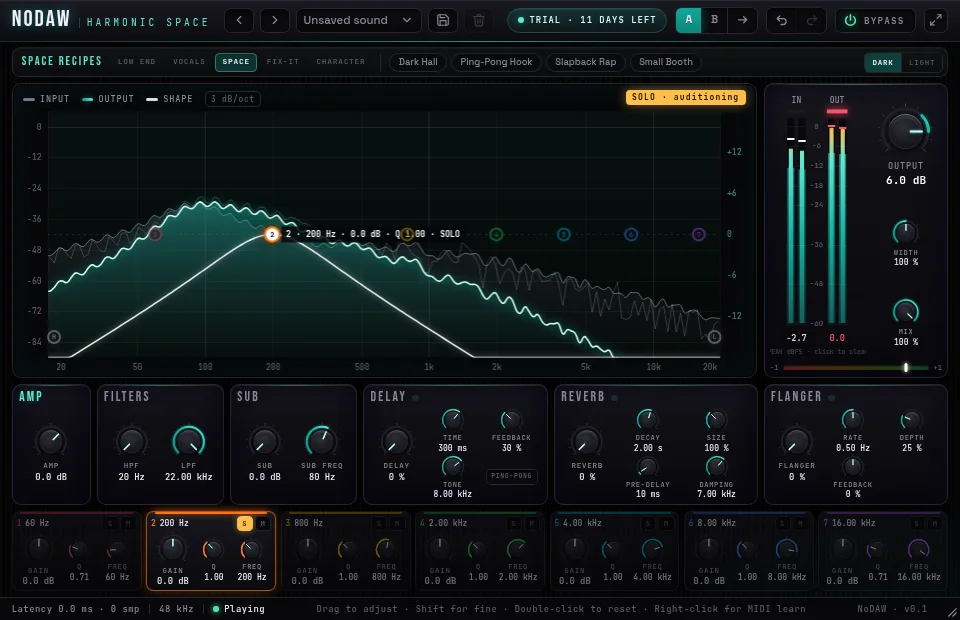 NODAW | HARMONIC SPACE Unsaved sound TRIAL · 11 DAYS LEFT A B BYPASS
SPACE RECIPES LOW END VOCALS SPACE FIX-IT CHARACTER Dark Hall Ping-Pong Hook Slapback Rap Small Booth DARK LIGHT
INPUT OUTPUT SHAPE 3 dB/oct SOLO · auditioning
0
-12
-24
-36
-48
-60
-72
-84
+12
+6
0
-6
-12
2 2 · 200 Hz · 0.0 dB · Q 1.00 · SOLO
20 50 100 200 500 1k 2k 5k 10k 20k
IN OUT
0
-6
-12
-18
-24
-36
-48
-60
-2.7 0.0
PEAK dBFS · click to clear
-1 +1
OUTPUT
6.0 dB
WIDTH
100 %
MIX
100 %
AMP
AMP
0.0 dB
FILTERS
HPF LPF
20 Hz 22.00 kHz
SUB
SUB SUB FREQ
0.0 dB 80 Hz
DELAY
DELAY
0 %
TIME FEEDBACK
300 ms 30 %
TONE
8.00 kHz
PING-PONG
REVERB
REVERB
0 %
DECAY SIZE
2.00 s 100 %
PRE-DELAY DAMPING
10 ms 7.00 kHz
FLANGER
FLANGER
0 %
RATE DEPTH
0.50 Hz 25 %
FEEDBACK
0 %
1 60 Hz S M
GAIN Q FREQ
0.0 dB 0.71 60 Hz
2 200 Hz S M
GAIN Q FREQ
0.0 dB 1.00 200 Hz
3 800 Hz S M
GAIN Q FREQ
0.0 dB 1.00 800 Hz
4 2.00 kHz S M
GAIN Q FREQ
0.0 dB 1.00 2.00 kHz
5 4.00 kHz S M
GAIN Q FREQ
0.0 dB 1.00 4.00 kHz
6 8.00 kHz S M
GAIN Q FREQ
0.0 dB 1.00 8.00 kHz
7 16.00 kHz S M
GAIN Q FREQ
0.0 dB 0.71 16.00 kHz
Latency 0.0 ms · 0 smp 48 kHz Playing Drag to adjust · Shift for fine · Double-click to reset · Right-click for MIDI learn NoDAW · v0.1